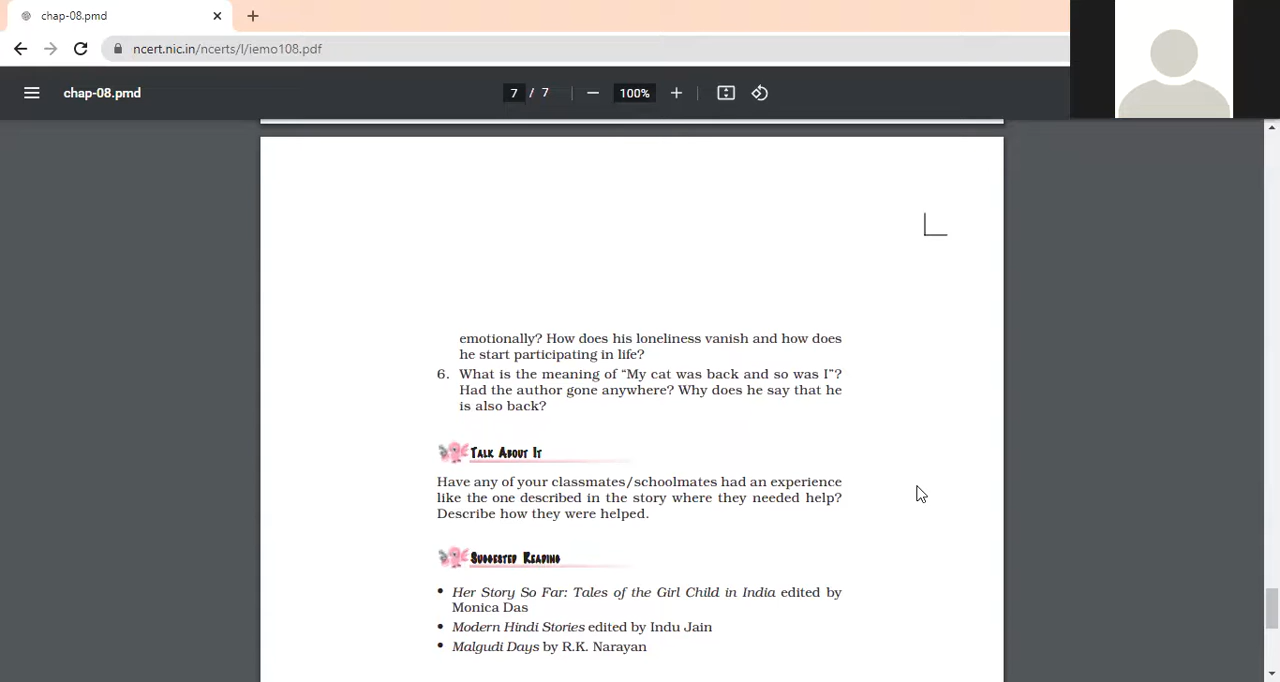 chap-08.pmd
ncert.nic.in/ncerts/l/iemo108.pdf
chap-08.pmd
7 / 7
100%
emotionally? How does his loneliness vanish and how does
he start participating in life?
6. What is the meaning of “My cat was back and so was I”?
Had the author gone anywhere? Why does he say that he
is also back?
TALK ABOUT IT
Have any of your classmates/schoolmates had an experience
like the one described in the story where they needed help?
Describe how they were helped.
SUGGESTED READING
• Her Story So Far: Tales of the Girl Child in India edited by
Monica Das
• Modern Hindi Stories edited by Indu Jain
• Malgudi Days by R.K. Narayan